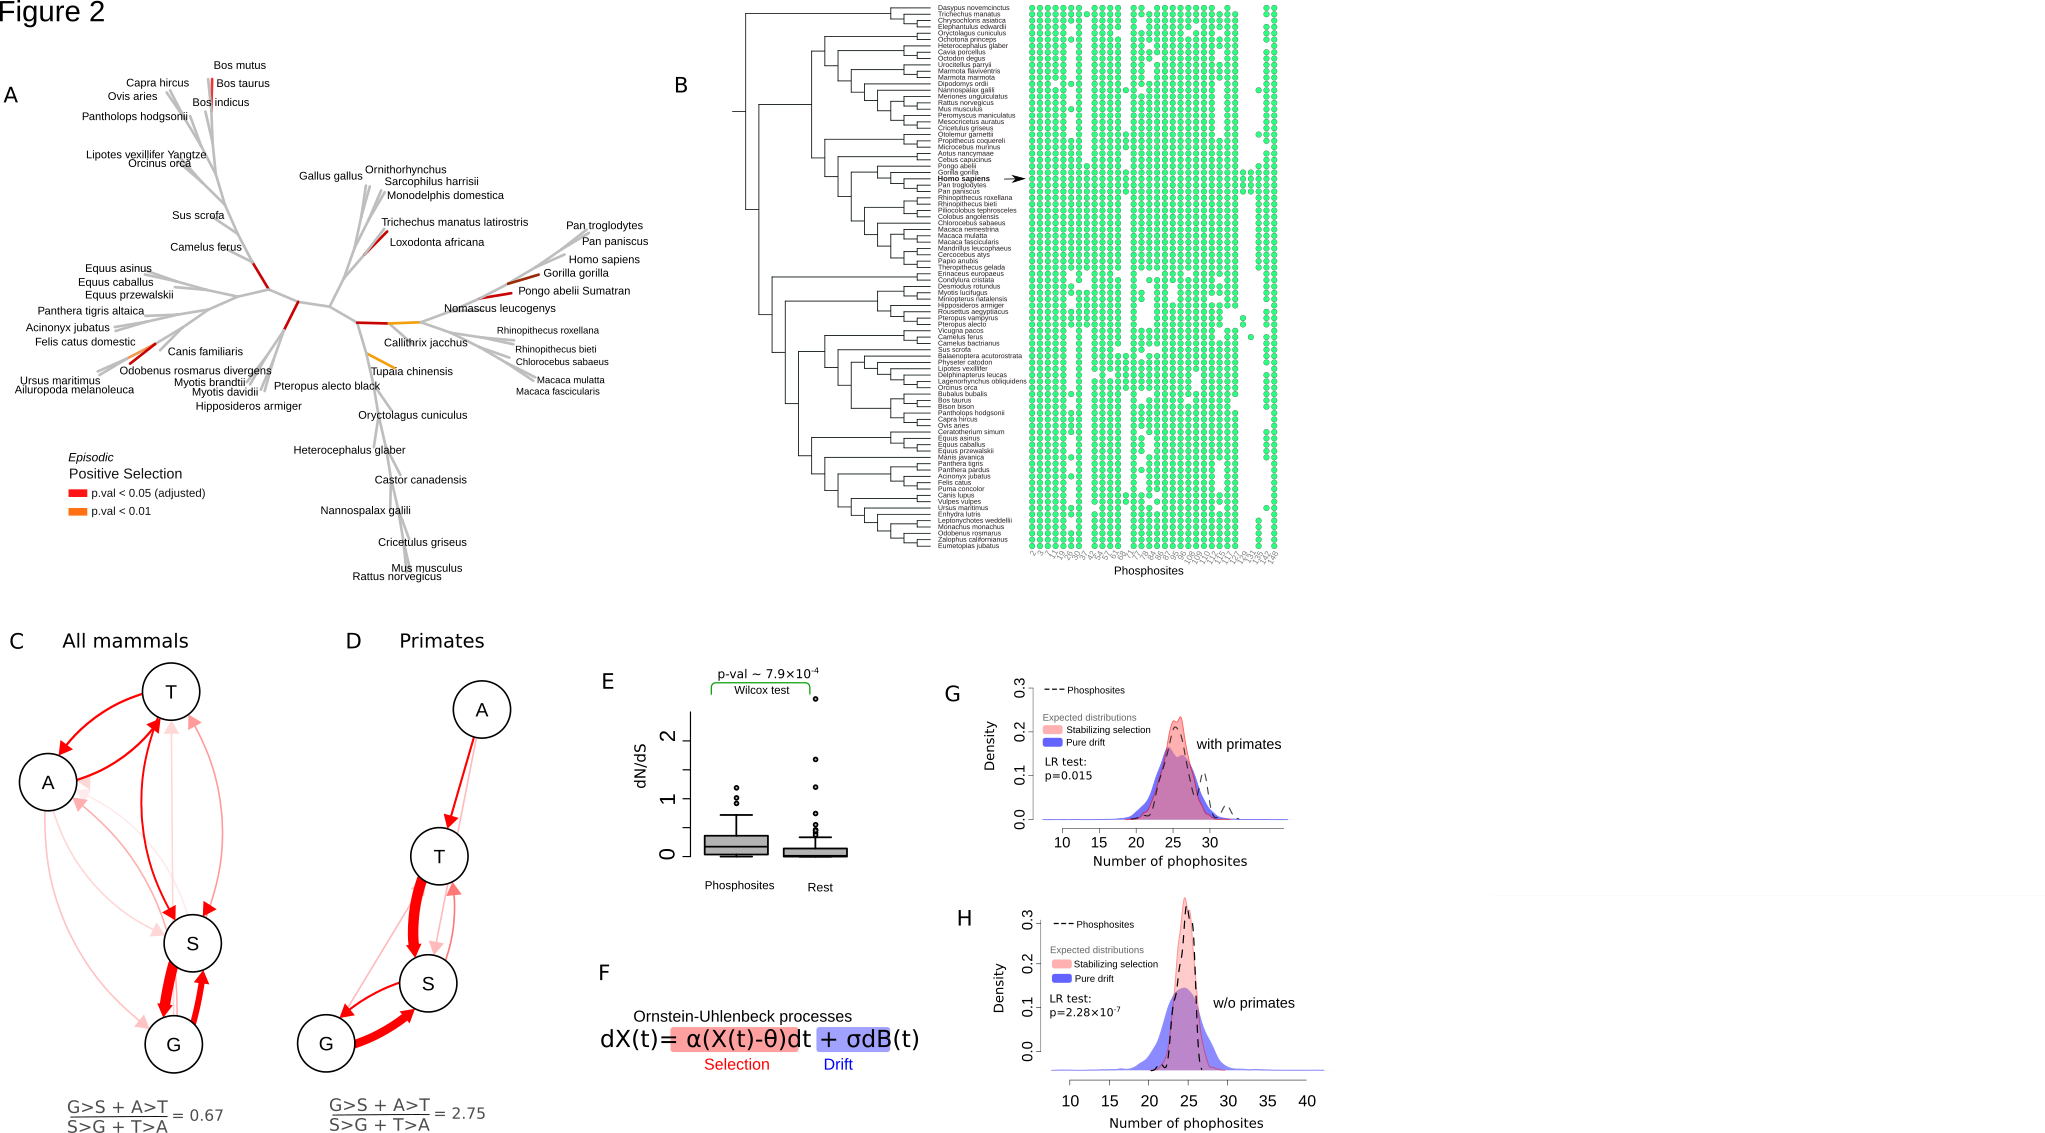 Figure 2
A
Bos mutus
Capra hircus
Bos taurus
Ovis aries
Bos indicus
Pantholops hodgsonii
Lipotes vexillifer Yangtze
Orcinus orca
Gallus gallus
Ornithorhynchus
Sarcophilus harrisii
Monodelphis domestica
Sus scrofa
Trichechus manatus latirostris
Loxodonta africana
Camelus ferus
Pan troglodytes
Pan paniscus
Homo sapiens
Equus asinus
Gorilla gorilla
Equus caballus
Pongo abelii Sumatran
Equus przewalskii
Nomascus leucogenys
Panthera tigris altaica
Acinonyx jubatus
Rhinopithecus roxellana
Felis catus domestic
Callithrix jacchus
Canis familiaris
Rhinopithecus bieti
Chlorocebus sabaeus
Odobenus rosmarus divergens
Tupaia chinensis
Ursus maritimus
Myotis brandtii
Macaca mulatta
Ailuropoda melanoleuca
Myotis davidii
Pteropus alecto black
Macaca fascicularis
Hipposideros armiger
Oryctolagus cuniculus
Heterocephalus glaber
Castor canadensis
Nannospalax galili
Cricetulus griseus
Mus musculus
Rattus norvegicus
Episodic
Positive Selection
p.val < 0.05 (adjusted)
p.val < 0.01
B
Dasypus novemcinctus
Trichechus manatus
Chrysochloris asiatica
Elephantulus edwardii
Oryctolagus cuniculus
Ochotona princeps
Heterocephalus glaber
Cavia porcellus
Octodon degus
Urocitellus parryii
Marmota flaviventris
Marmota marmota
Dipodomys ordii
Nannospalax galili
Meriones unguiculatus
Rattus norvegicus
Mus musculus
Peromyscus maniculatus
Mesocricetus auratus
Cricetulus griseus
Otolemur garnettii
Propithecus coquereli
Microcebus murinus
Aotus nancymaae
Cebus capucinus
Pongo abelii
Gorilla gorilla
Homo sapiens
Pan troglodytes
Pan paniscus
Rhinopithecus roxellana
Rhinopithecus bieti
Piliocolobus tephrosceles
Colobus angolensis
Chlorocebus sabaeus
Macaca nemestrina
Macaca mulatta
Macaca fascicularis
Mandrillus leucophaeus
Cercocebus atys
Papio anubis
Theropithecus gelada
Erinaceus europaeus
Condylura cristata
Desmodus rotundus
Myotis lucifugus
Miniopterus natalensis
Hipposideros armiger
Rousettus aegyptiacus
Pteropus vampyrus
Pteropus alecto
Vicugna pacos
Camelus ferus
Camelus bactrianus
Sus scrofa
Balaenoptera acutorostrata
Physeter catodon
Lipotes vexillifer
Delphinapterus leucas
Lagenorhynchus obliquidens
Orcinus orca
Bubalus bubalis
Bos taurus
Bison bison
Pantholops hodgsonii
Capra hircus
Ovis aries
Ceratotherium simum
Equus asinus
Equus caballus
Equus przewalskii
Manis javanica
Panthera tigris
Panthera pardus
Acinonyx jubatus
Felis catus
Puma concolor
Canis lupus
Vulpes vulpes
Ursus maritimus
Enhydra lutris
Leptonychotes weddellii
Monachus monachus
Odobenus rosmarus
Zalophus californianus
Eumetopias jubatus
Phosphosites
C All mammals
T
A
S
G
G>S + A>T
S>G + T>A
= 0.67
D Primates
A
T
S
G
G>S + A>T
S>G + T>A
= 2.75
E
p-val ~ 7.9×10-4
Wilcox test
dN/dS
0 1 2
Phosphosites
Rest
F
Ornstein-Uhlenbeck processes
dX(t)= α(X(t)-θ)dt + σdB(t)
Selection
Drift
G
Phosphosites
Expected distributions
Stabilizing selection
Pure drift
with primates
LR test:
p=0.015
Density
0.0 0.1 0.2 0.3
10 15 20 25 30
Number of phophosites
H
Phosphosites
Expected distributions
Stabilizing selection
Pure drift
w/o primates
LR test:
p=2.28×10-7
Density
0.0 0.1 0.2 0.3
10 15 20 25 30 35 40
Number of phophosites